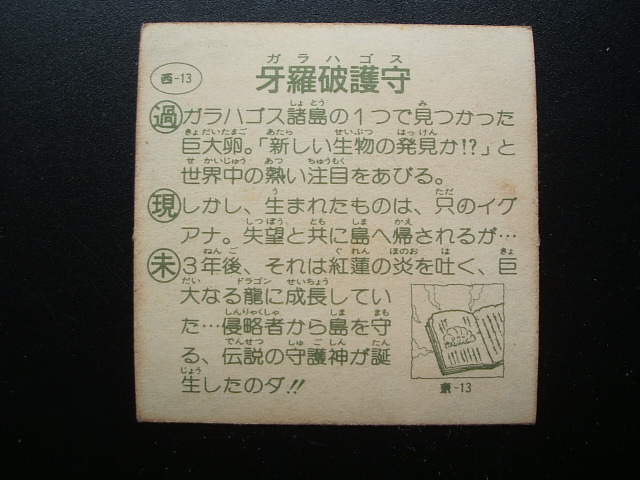 西-13
ガラハゴス
牙羅破護守
過 ガラハゴス諸島の1つで見つかった
巨大卵。「新しい生物の発見か!?」と
世界中の熱い注目をあびる。
現 しかし、生まれたものは、只のイグ
アナ。失望と共に島へ帰されるが…
未 3年後、それは紅蓮の炎を吐く、巨
大なる龍に成長してい
た…侵略者から島を守
る、伝説の守護神が誕
生したのダ!!
東-13